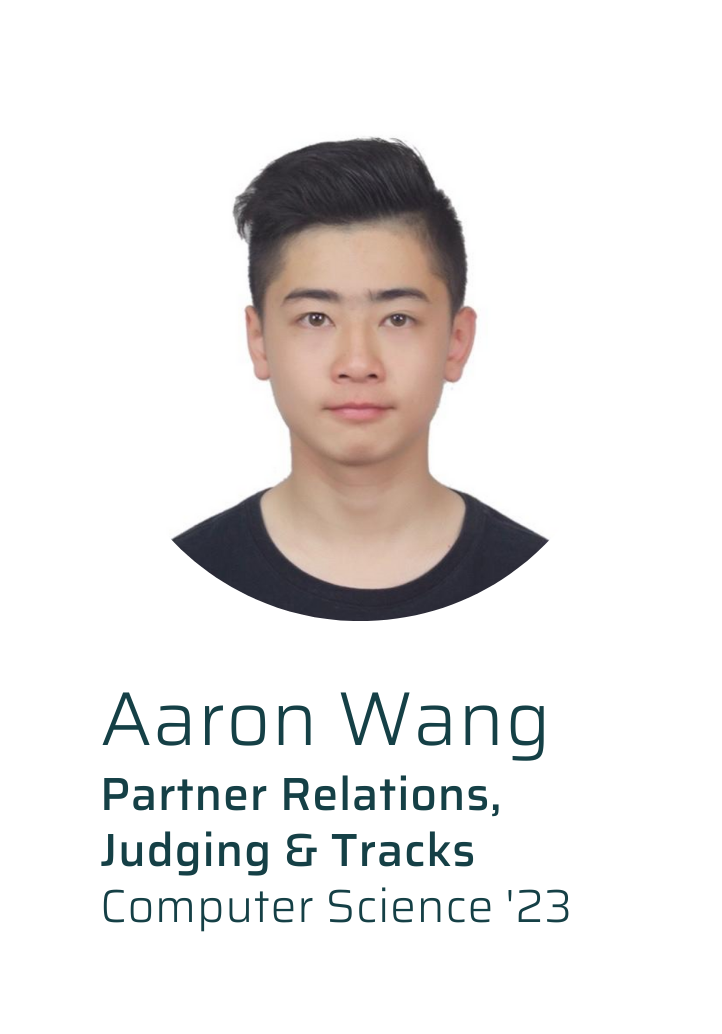 Aaron Wang
Partner Relations,
Judging & Tracks
Computer Science '23